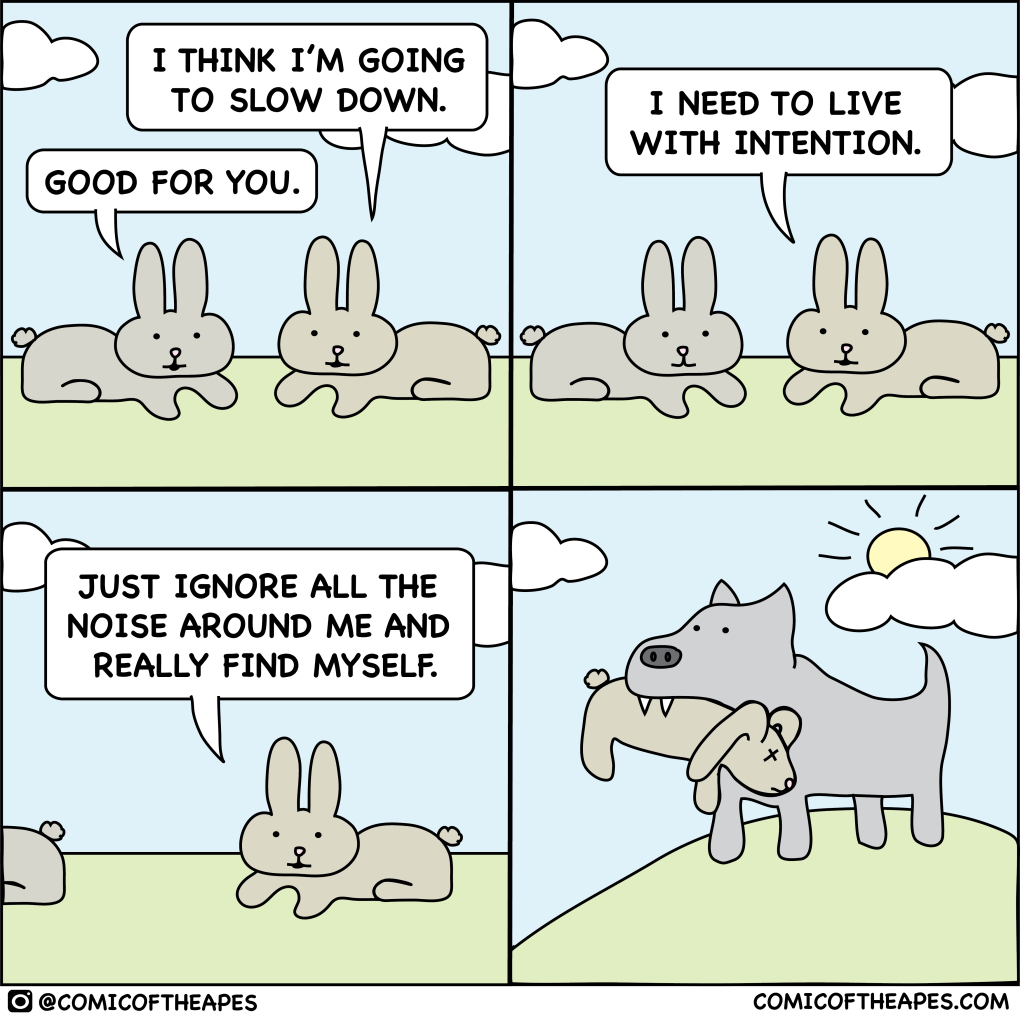 I THINK I'M GOING
TO SLOW DOWN.
GOOD FOR YOU.
I NEED TO LIVE
WITH INTENTION.
JUST IGNORE ALL THE
NOISE AROUND ME AND
REALLY FIND MYSELF.
@COMICOFTHEAPES
COMICOFTHEAPES.COM